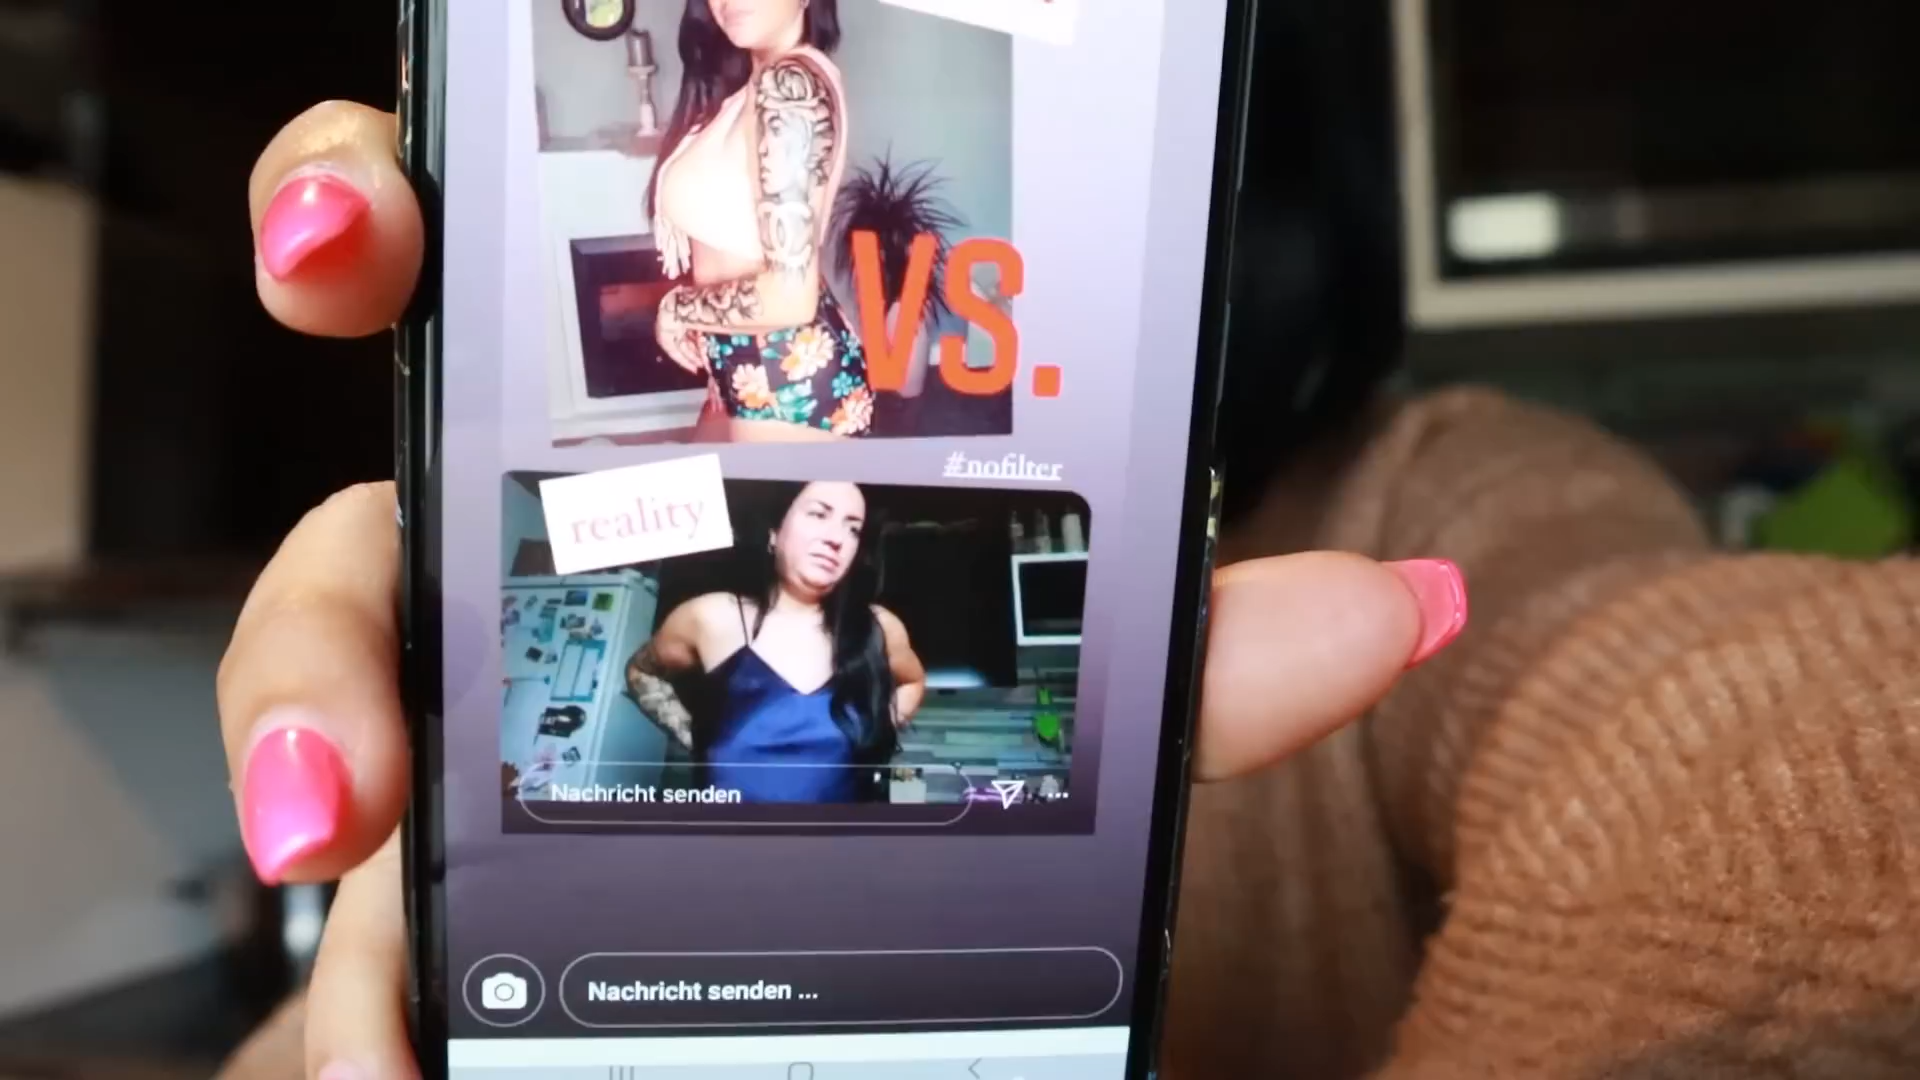 VS.
#nofilter
reality
Nachricht senden
Nachricht senden ...